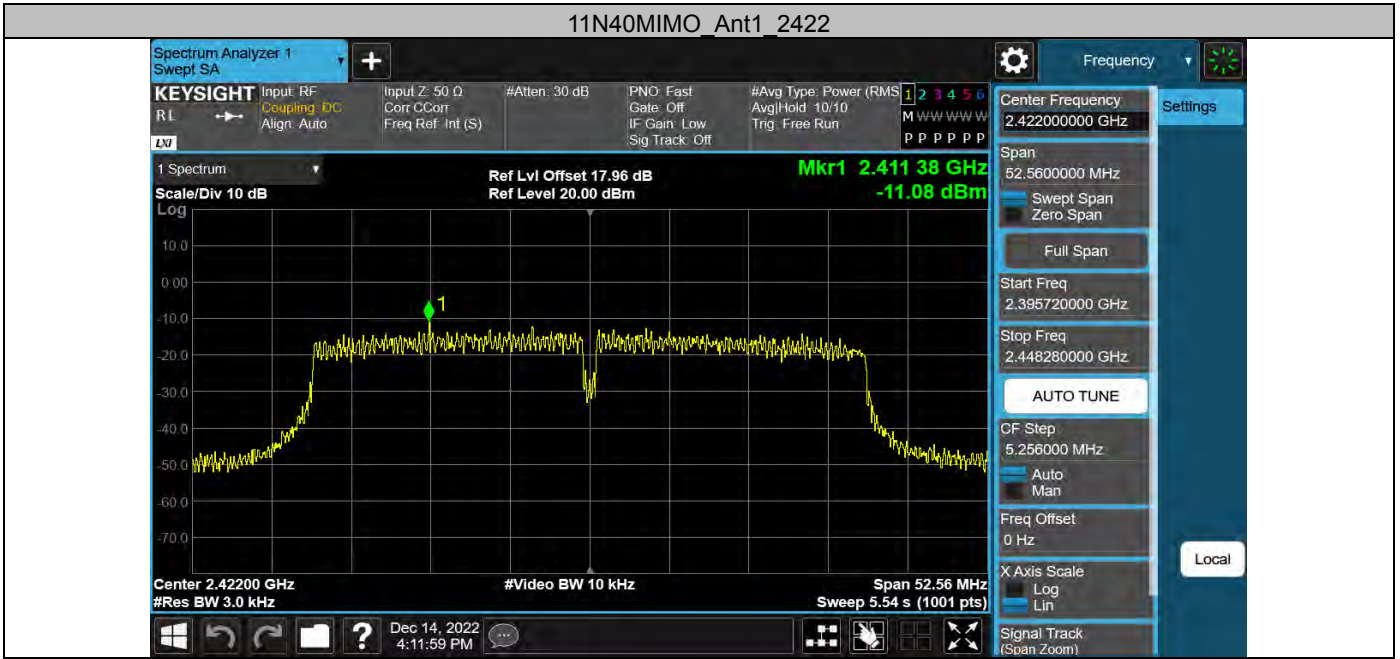 11N40MIMO_Ant1_2422
Spectrum Analyzer 1
Swept SA
+
Frequency
KEYSIGHT
RL
LXI
Input: RF
Coupling: DC
Align: Auto
Input Z: 50 Ω
Corr CCorr
Freq Ref: Int (S)
#Atten: 30 dB
PNO: Fast
Gate: Off
IF Gain: Low
Sig Track: Off
#Avg Type: Power (RMS
Avg|Hold: 10/10
Trig: Free Run
1 2 3 4 5 6
M W W W W W
P P P P P P
Center Frequency
2.422000000 GHz
Settings
1 Spectrum
Scale/Div 10 dB
Log
Ref Lvl Offset 17.96 dB
Ref Level 20.00 dBm
Mkr1 2.411 38 GHz
-11.08 dBm
10.0
0.00
-10.0
-20.0
-30.0
-40.0
-50.0
-60.0
-70.0
1
Center 2.42200 GHz
#Res BW 3.0 kHz
#Video BW 10 kHz
Span 52.56 MHz
Sweep 5.54 s (1001 pts)
Span
52.5600000 MHz
Swept Span
Zero Span
Full Span
Start Freq
2.395720000 GHz
Stop Freq
2.448280000 GHz
AUTO TUNE
CF Step
5.256000 MHz
Auto
Man
Freq Offset
0 Hz
X Axis Scale
Log
Lin
Local
Signal Track
(Span Zoom)
?
Dec 14, 2022
4:11:59 PM